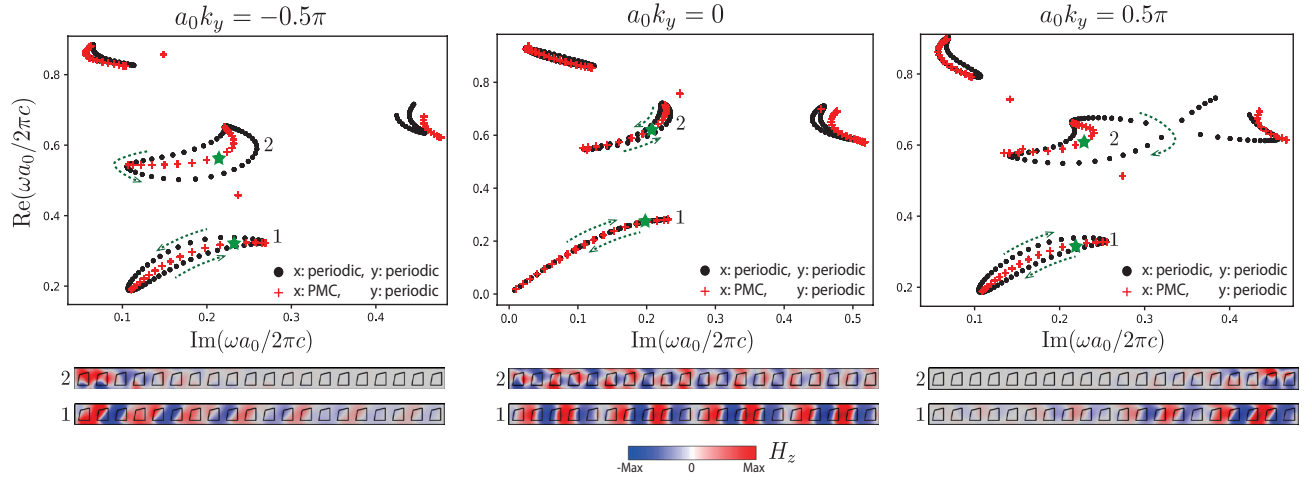 a₀k_y = −0.5π
a₀k_y = 0
a₀k_y = 0.5π
Re(ωa₀/2πc)
0.8
0.6
0.4
0.2
2
1
x: periodic, y: periodic
x: PMC, y: periodic
0.1
0.2
0.4
Im(ωa₀/2πc)
0.8
0.6
0.4
0.2
0.0
2
1
x: periodic, y: periodic
x: PMC, y: periodic
0.0
0.1
0.2
0.3
0.4
0.5
Im(ωa₀/2πc)
0.8
0.6
0.4
0.2
2
1
x: periodic, y: periodic
x: PMC, y: periodic
0.1
0.2
0.4
Im(ωa₀/2πc)
2
1
2
1
2
1
-Max
0
Max
H_z